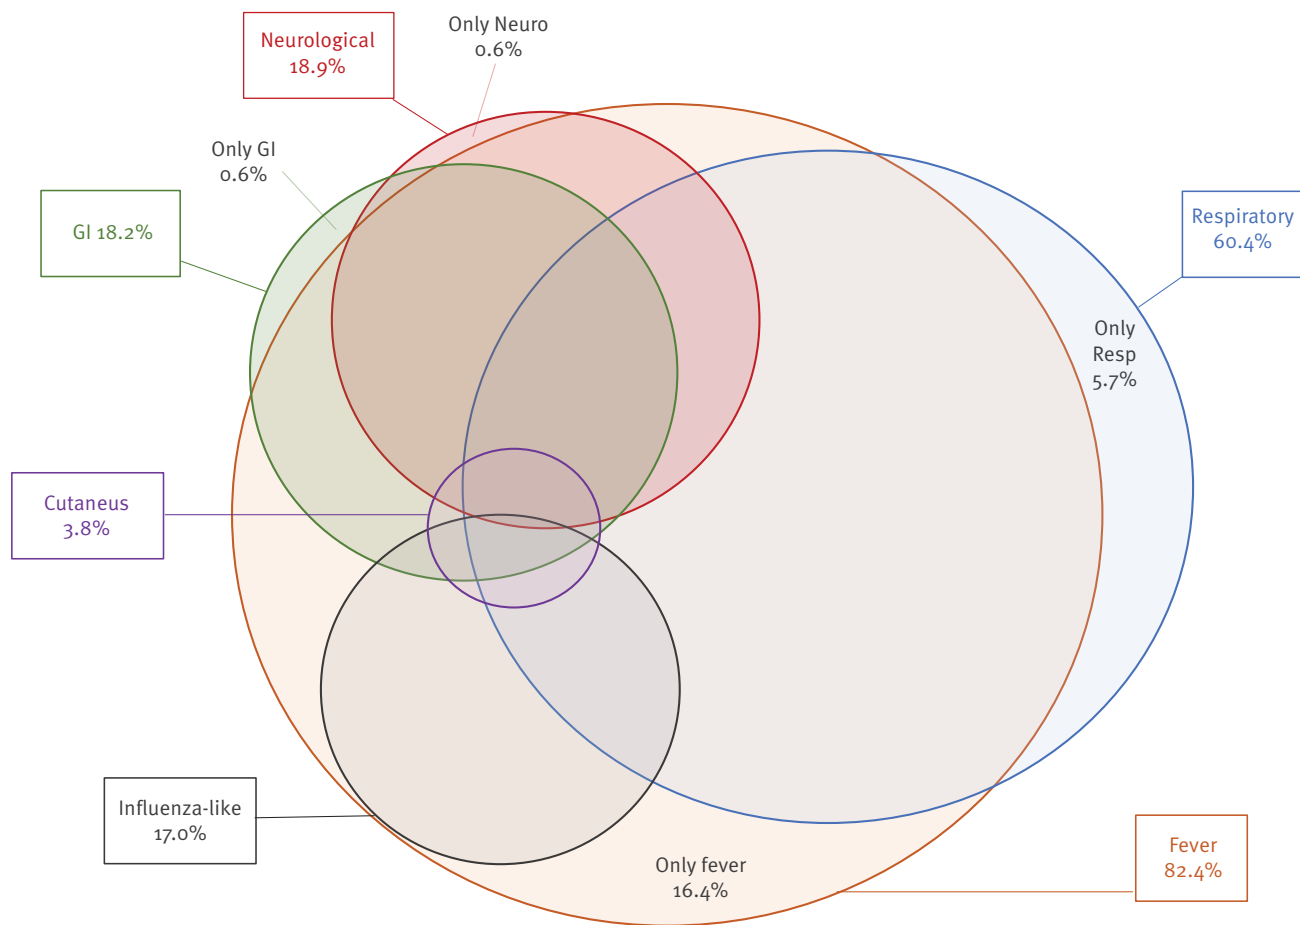 Only Neuro
0.6%
Neurological
18.9%
Only GI
0.6%
GI 18.2%
Respiratory
60.4%
Only
Resp
5.7%
Cutaneus
3.8%
Influenza-like
17.0%
Only fever
16.4%
Fever
82.4%